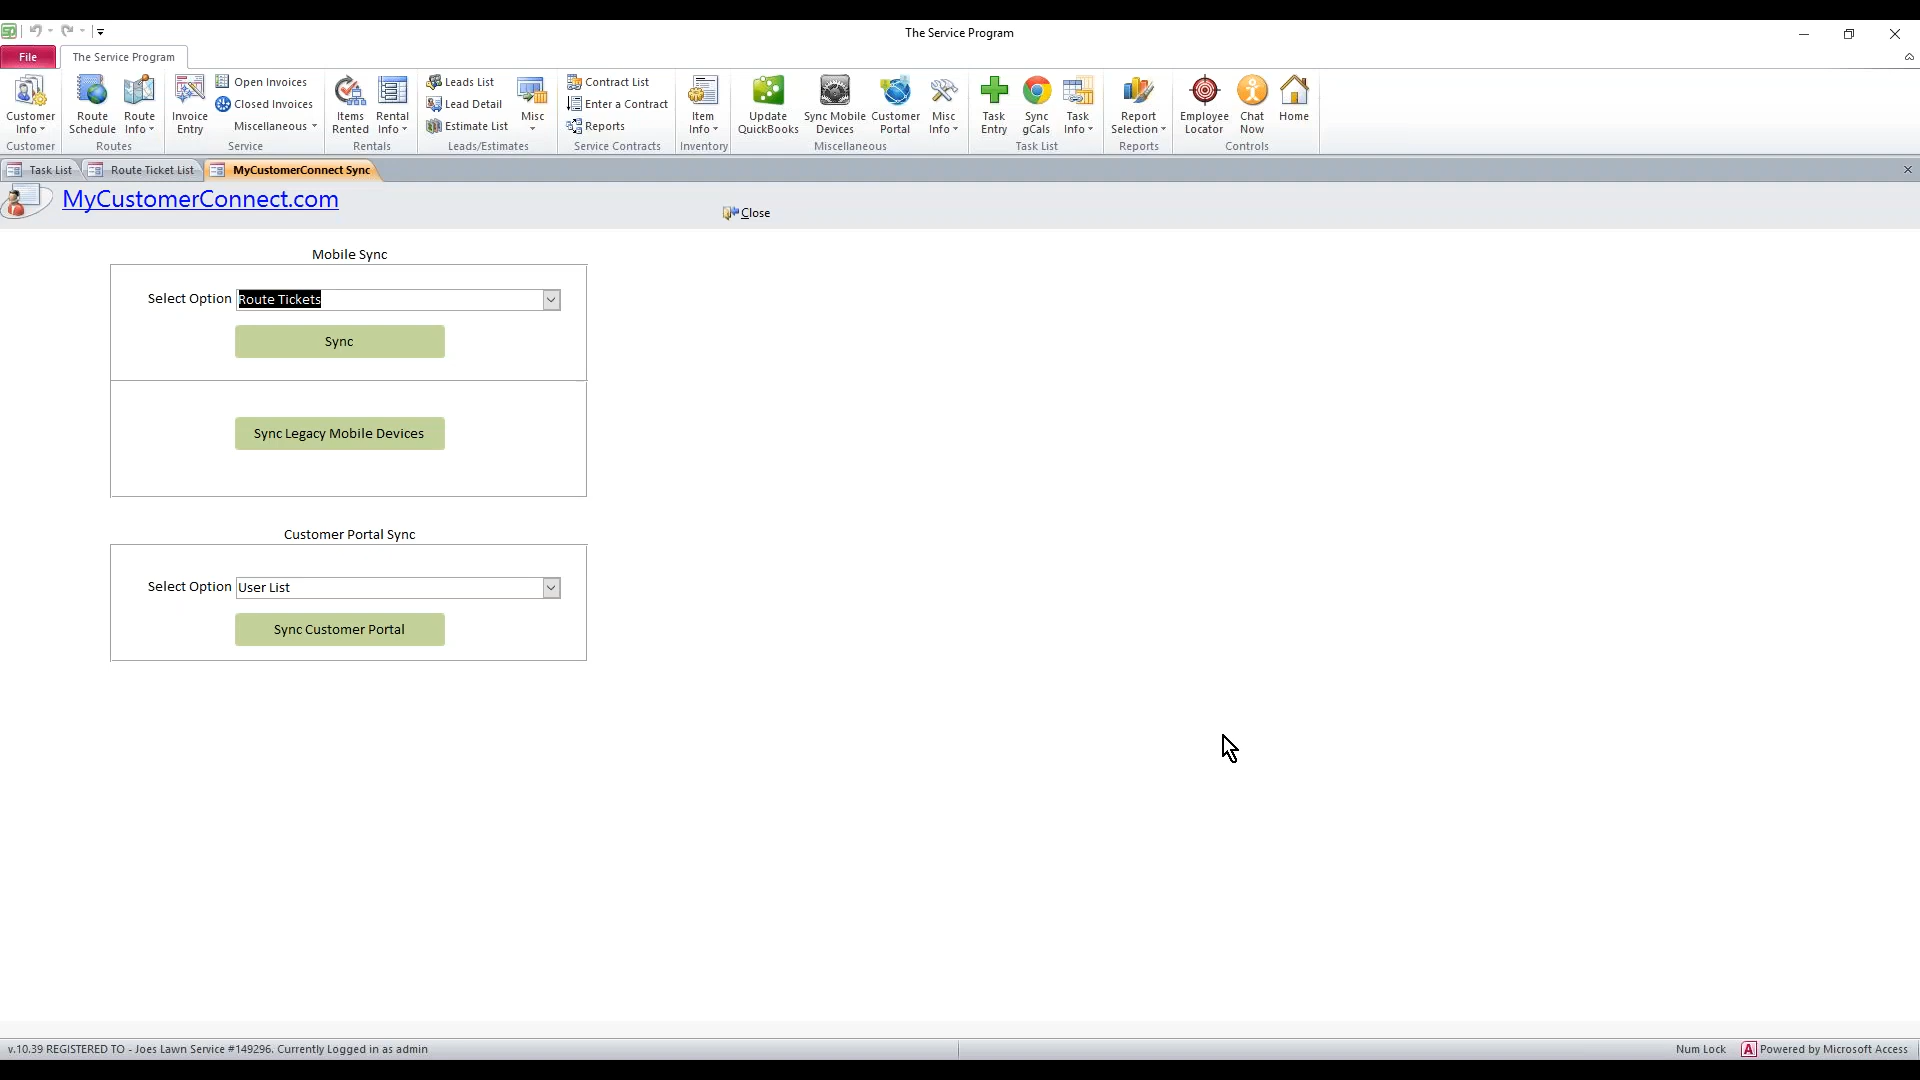 The Service Program
File
The Service Program
Customer Info
Route Schedule
Route Info
Invoice Entry
Open Invoices
Closed Invoices
Miscellaneous
Items Rented
Rental Info
Leads List
Lead Detail
Estimate List
Misc
Contract List
Enter a Contract
Reports
Item Info
Update QuickBooks
Sync Mobile Devices
Customer Portal
Misc Info
Task Entry
Sync gCals
Task Info
Report Selection
Employee Locator
Chat Now
Home
Customer
Routes
Service
Rentals
Leads/Estimates
Service Contracts
Inventory
Miscellaneous
Task List
Reports
Controls
Task List
Route Ticket List
MyCustomerConnect Sync
MyCustomerConnect.com
Close
Mobile Sync
Select Option Route Tickets
Sync
Sync Legacy Mobile Devices
Customer Portal Sync
Select Option User List
Sync Customer Portal
v.10.39 REGISTERED TO - Joes Lawn Service #149296. Currently Logged in as admin
Num Lock
A Powered by Microsoft Access